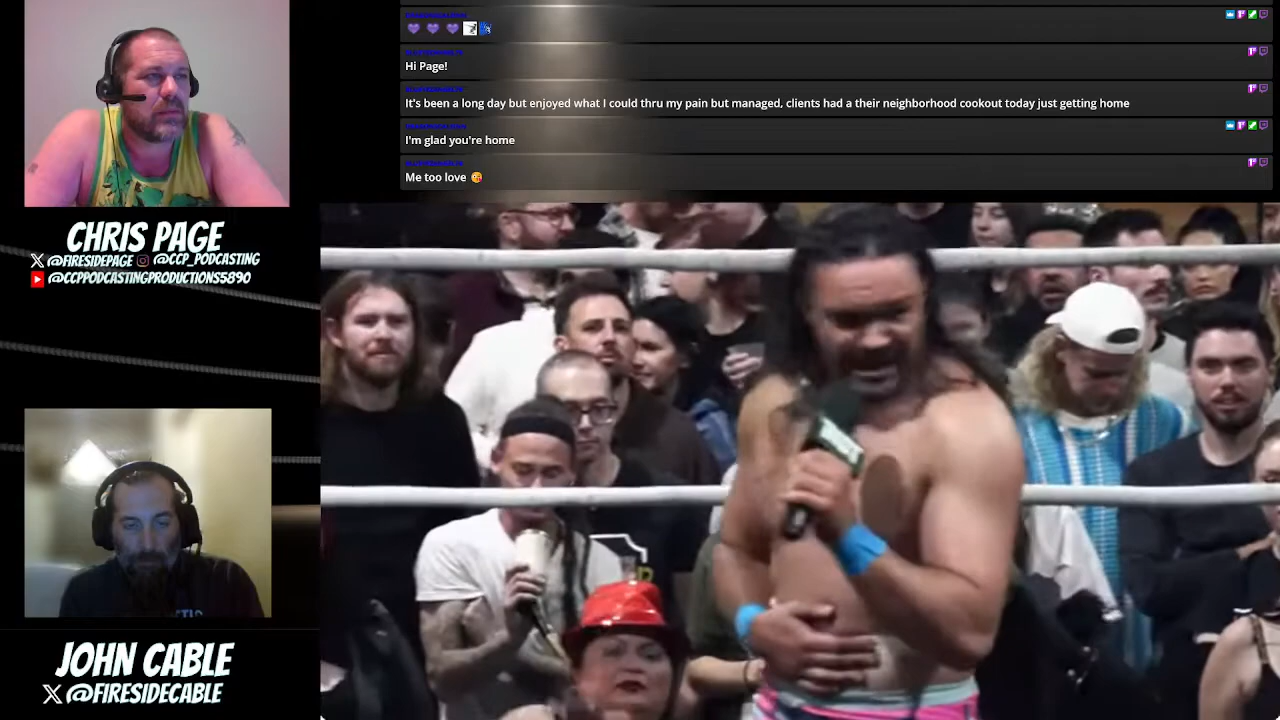 Hi Page!
It's been a long day but enjoyed what I could thru my pain but managed, clinsts had a their neighborhood cookout today just getting home
I'm glad you're home
Me too love
CHRIS PAGE
@FIRESIDEPAGE @CCP_PODCASTING
@CCPPODCASTINGPRODUCTIONS5890
JOHN CABLE
@FIRESIDECABLE